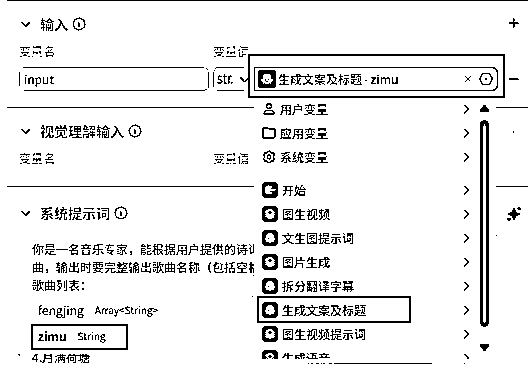 输入
变量名 变量值
input str. 生成文案及标题 - zimu
用户变量
视觉理解输入 应用变量
变量名 变量值 系统变量
开始
系统提示词 图生视频
文生图提示词
你是一名音乐专家，能根据用户提供的诗
曲，输出时要完整输出歌曲名称（包括空格 图片生成
歌曲列表： 拆分翻译字幕
fengjing Array<String> 生成文案及标题
zimu String 图生视频提示词
4.月满荷塘 生成语音